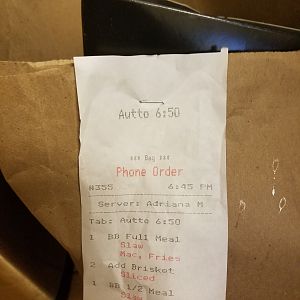 Autto 6:50
*** Bag ***
Phone Order
#355 6:45 PM
Server: Adriana M
Tab: Autto 6:50
1 BB Full Meal
Slaw
Mac, Fries
2 Add Brisket
Sliced
1 BB 1/2 Meal